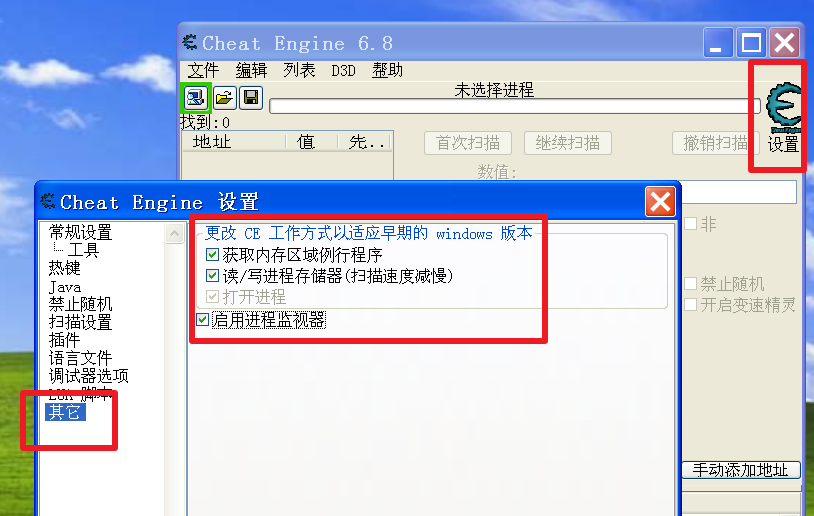 Cheat Engine 6.8
文件 编辑 列表 D3D 帮助
未选择进程
找到:0
设置
地址 值 先..
首次扫描 继续扫描 撤销扫描
数值:
Cheat Engine 设置
常规设置
工具
热键
Java
禁止随机
扫描设置
插件
语言文件
调试器选项
LUA 脚本
其它
更改 CE 工作方式以适应早期的 windows 版本
获取内存区域例行程序
读/写进程存储器(扫描速度减慢)
打开进程
启用进程监视器
非
禁止随机
开启变速精灵
手动添加地址